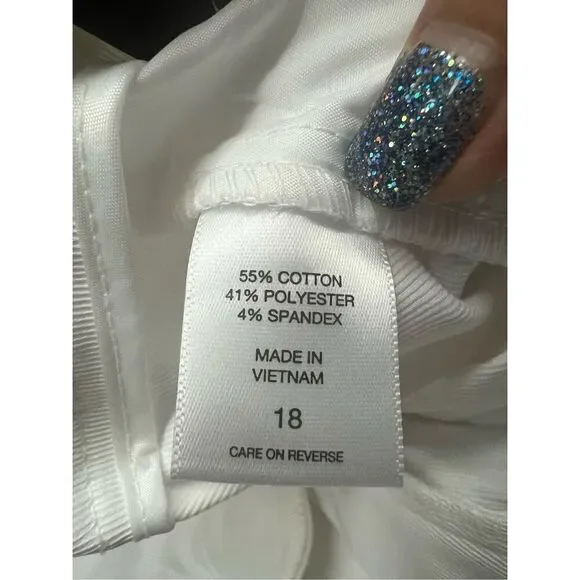 55% COTTON
41% POLYESTER
4% SPANDEX
MADE IN
VIETNAM
18
CARE ON REVERSE